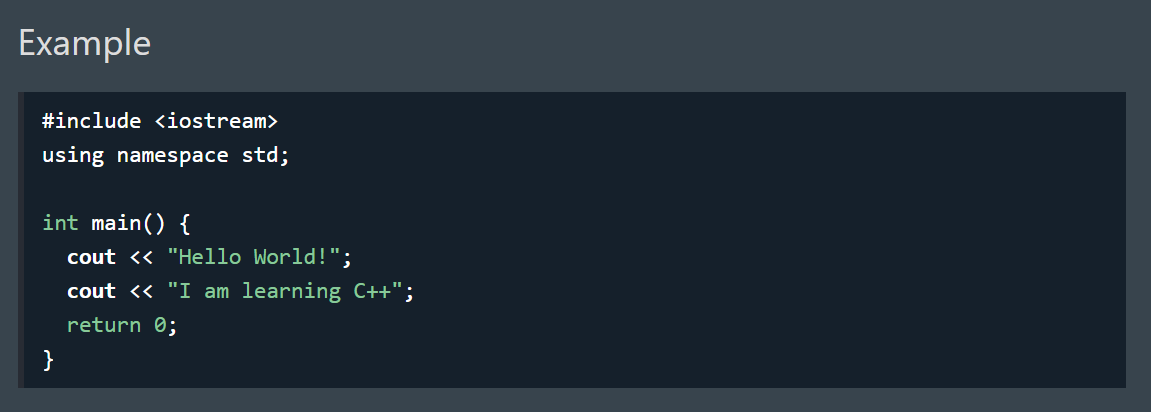 Example
#include <iostream>
using namespace std;
int main() {
  cout << "Hello World!";
  cout << "I am learning C++";
  return 0;
}